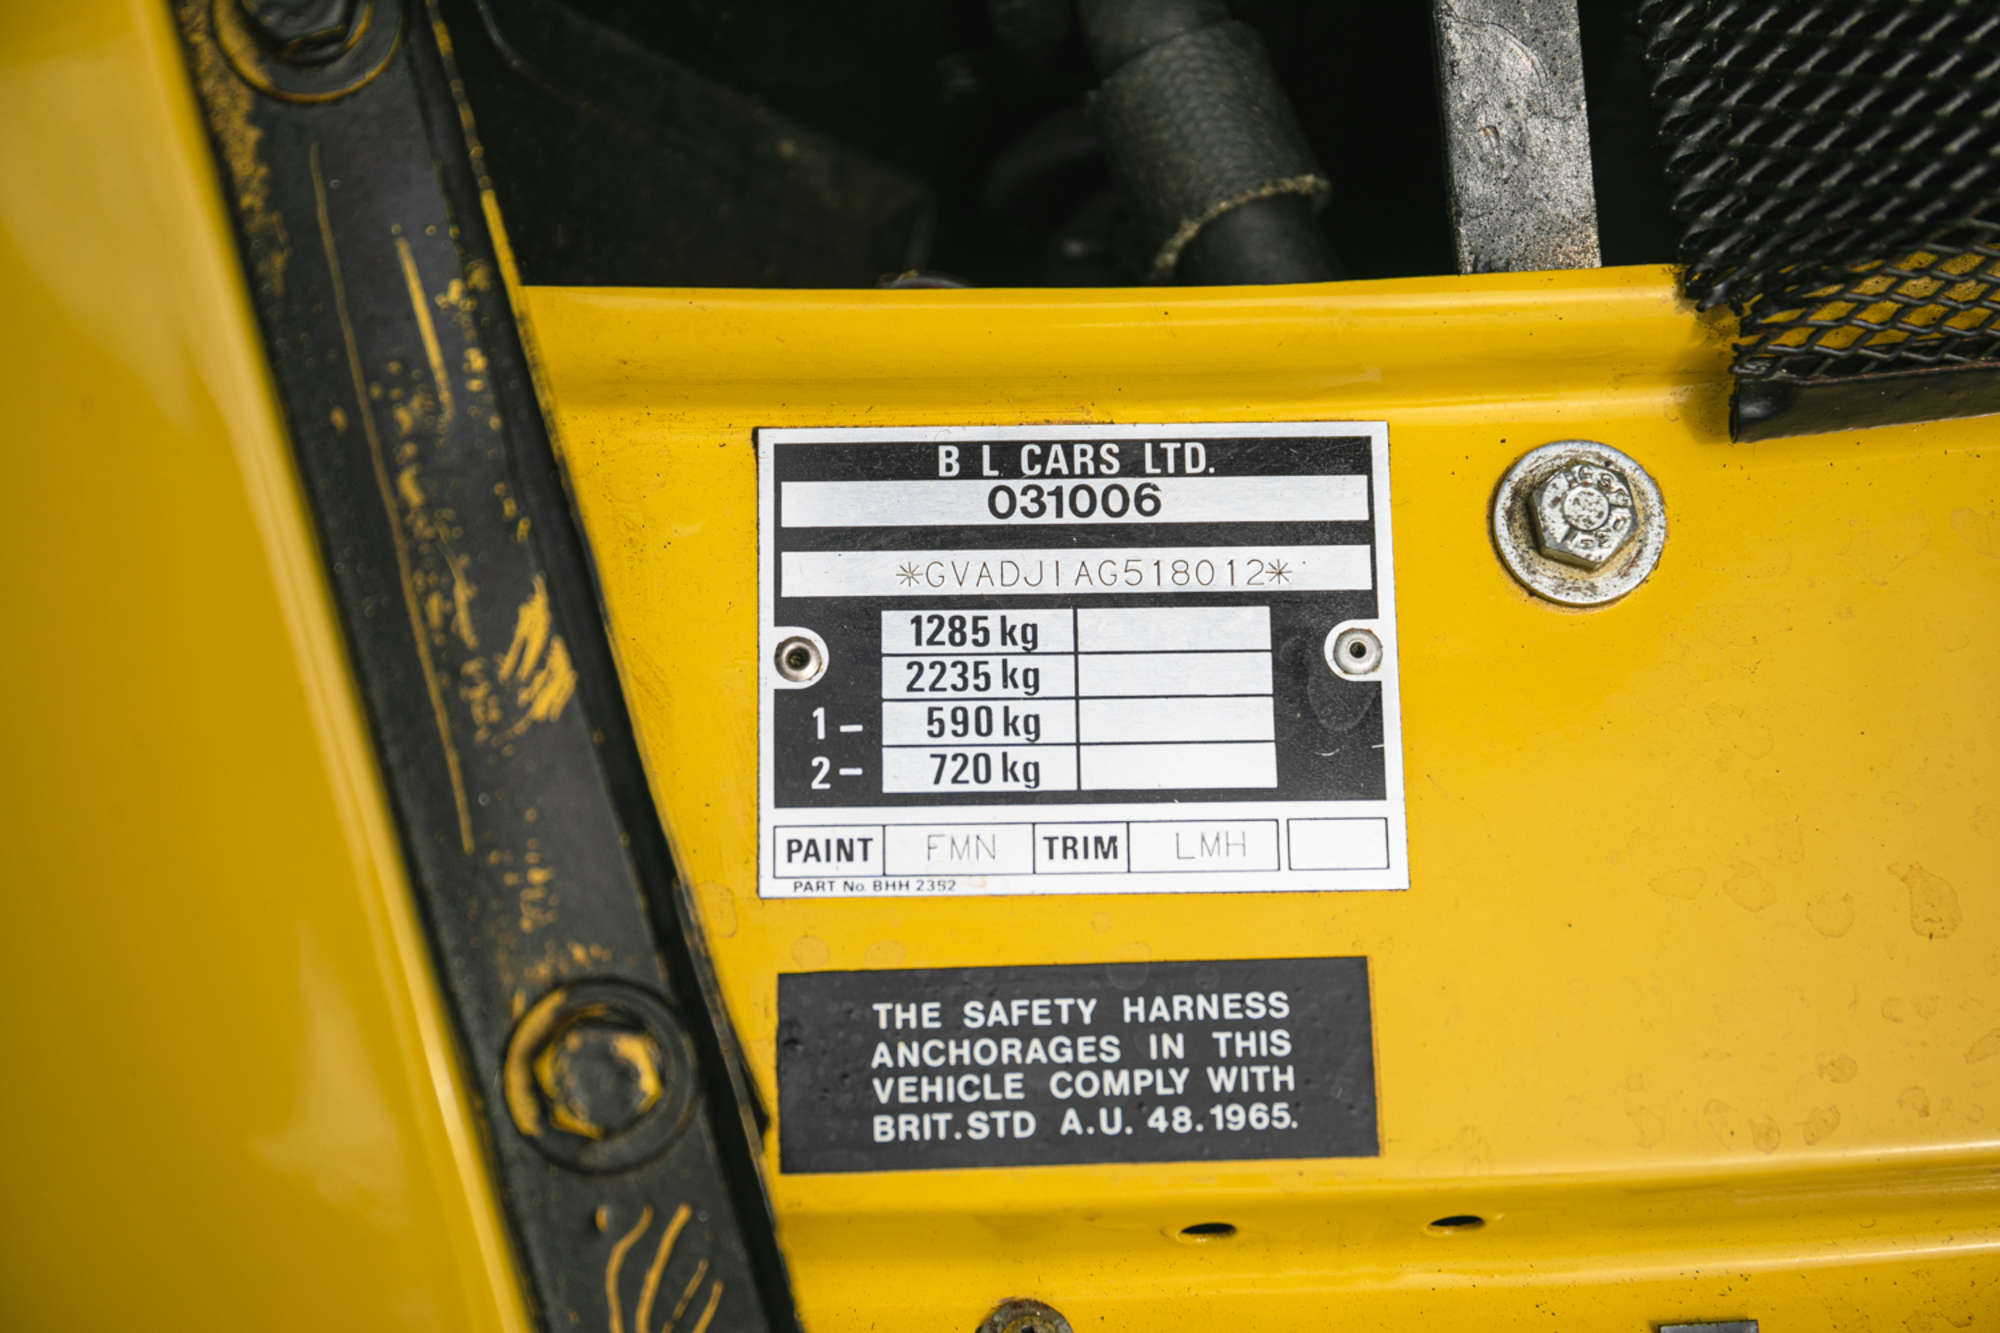 B L CARS LTD.
031006
*GVADJ1AG518012*
1285 kg
2235 kg
1 – 590 kg
2 – 720 kg
PAINT FMN TRIM LMH
PART No. BHH 2352
THE SAFETY HARNESS
ANCHORAGES IN THIS
VEHICLE COMPLY WITH
BRIT.STD A.U. 48.1965.